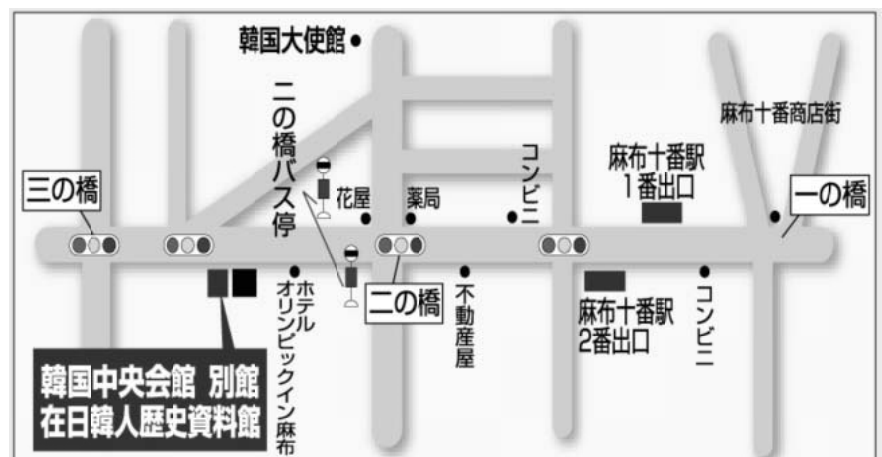 韓国大使館
二の橋バス停
コンビニ
麻布十番商店街
麻布十番駅
1番出口
三の橋
花屋
薬局
一の橋
二の橋
ホテル
オリンピックイン麻布
不動産屋
麻布十番駅
2番出口
コンビニ
韓国中央会館 別館
在日韓人歴史資料館